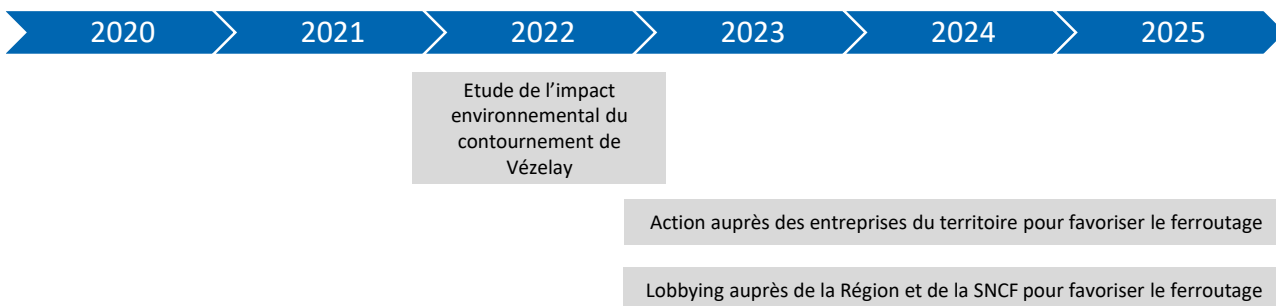 2020 2021 2022 2023 2024 2025
Etude de l’impact
environnemental du
contournement de
Vézelay
Action auprès des entreprises du territoire pour favoriser le ferroutage
Lobbying auprès de la Région et de la SNCF pour favoriser le ferroutage